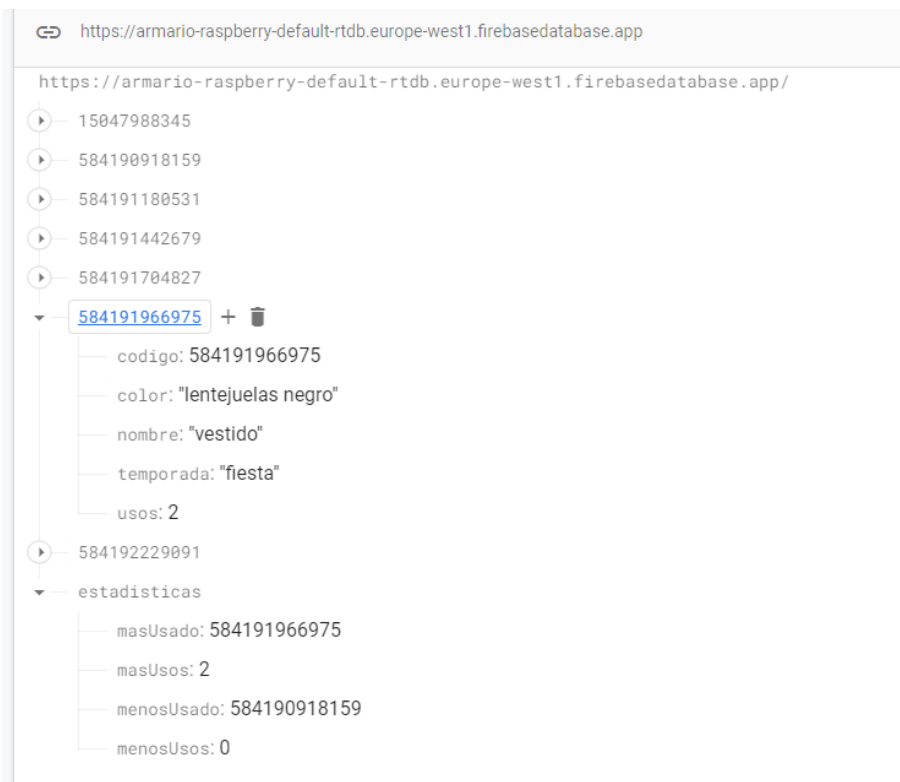 https://armario-raspberry-default-rtdb.europe-west1.firebasedatabase.app
https://armario-raspberry-default-rtdb.europe-west1.firebasedatabase.app/
15047988345
584190918159
584191180531
584191442679
584191704827
584191966975
codigo: 584191966975
color: "lentejuelas negro"
nombre: "vestido"
temporada: "fiesta"
usos: 2
584192229091
estadisticas
masUsado: 584191966975
masUsos: 2
menosUsado: 584190918159
menosUsos: 0